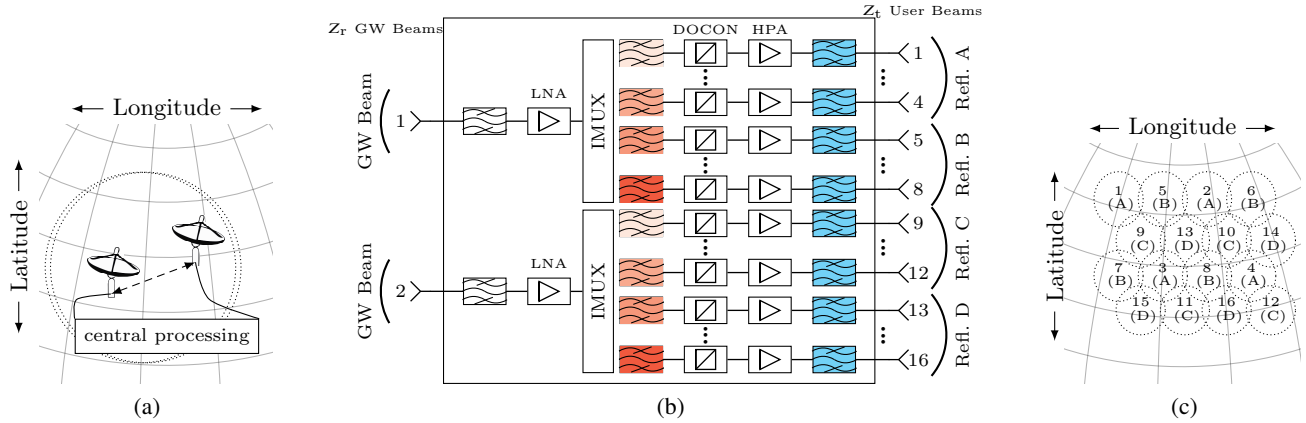 Longitude
Latitude
central processing
(a)
Zr GW Beams
Zt User Beams
GW Beam
1
LNA
IMUX
DOCON
HPA
1
4
Refl. A
5
8
Refl. B
GW Beam
2
LNA
IMUX
9
12
Refl. C
13
16
Refl. D
(b)
Longitude
Latitude
1 5 2 6
(A) (B) (A) (B)
9 13 10 14
(C) (D) (C) (D)
7 3 8 4
(B) (A) (B) (A)
15 11 16 12
(D) (C) (D) (C)
(c)